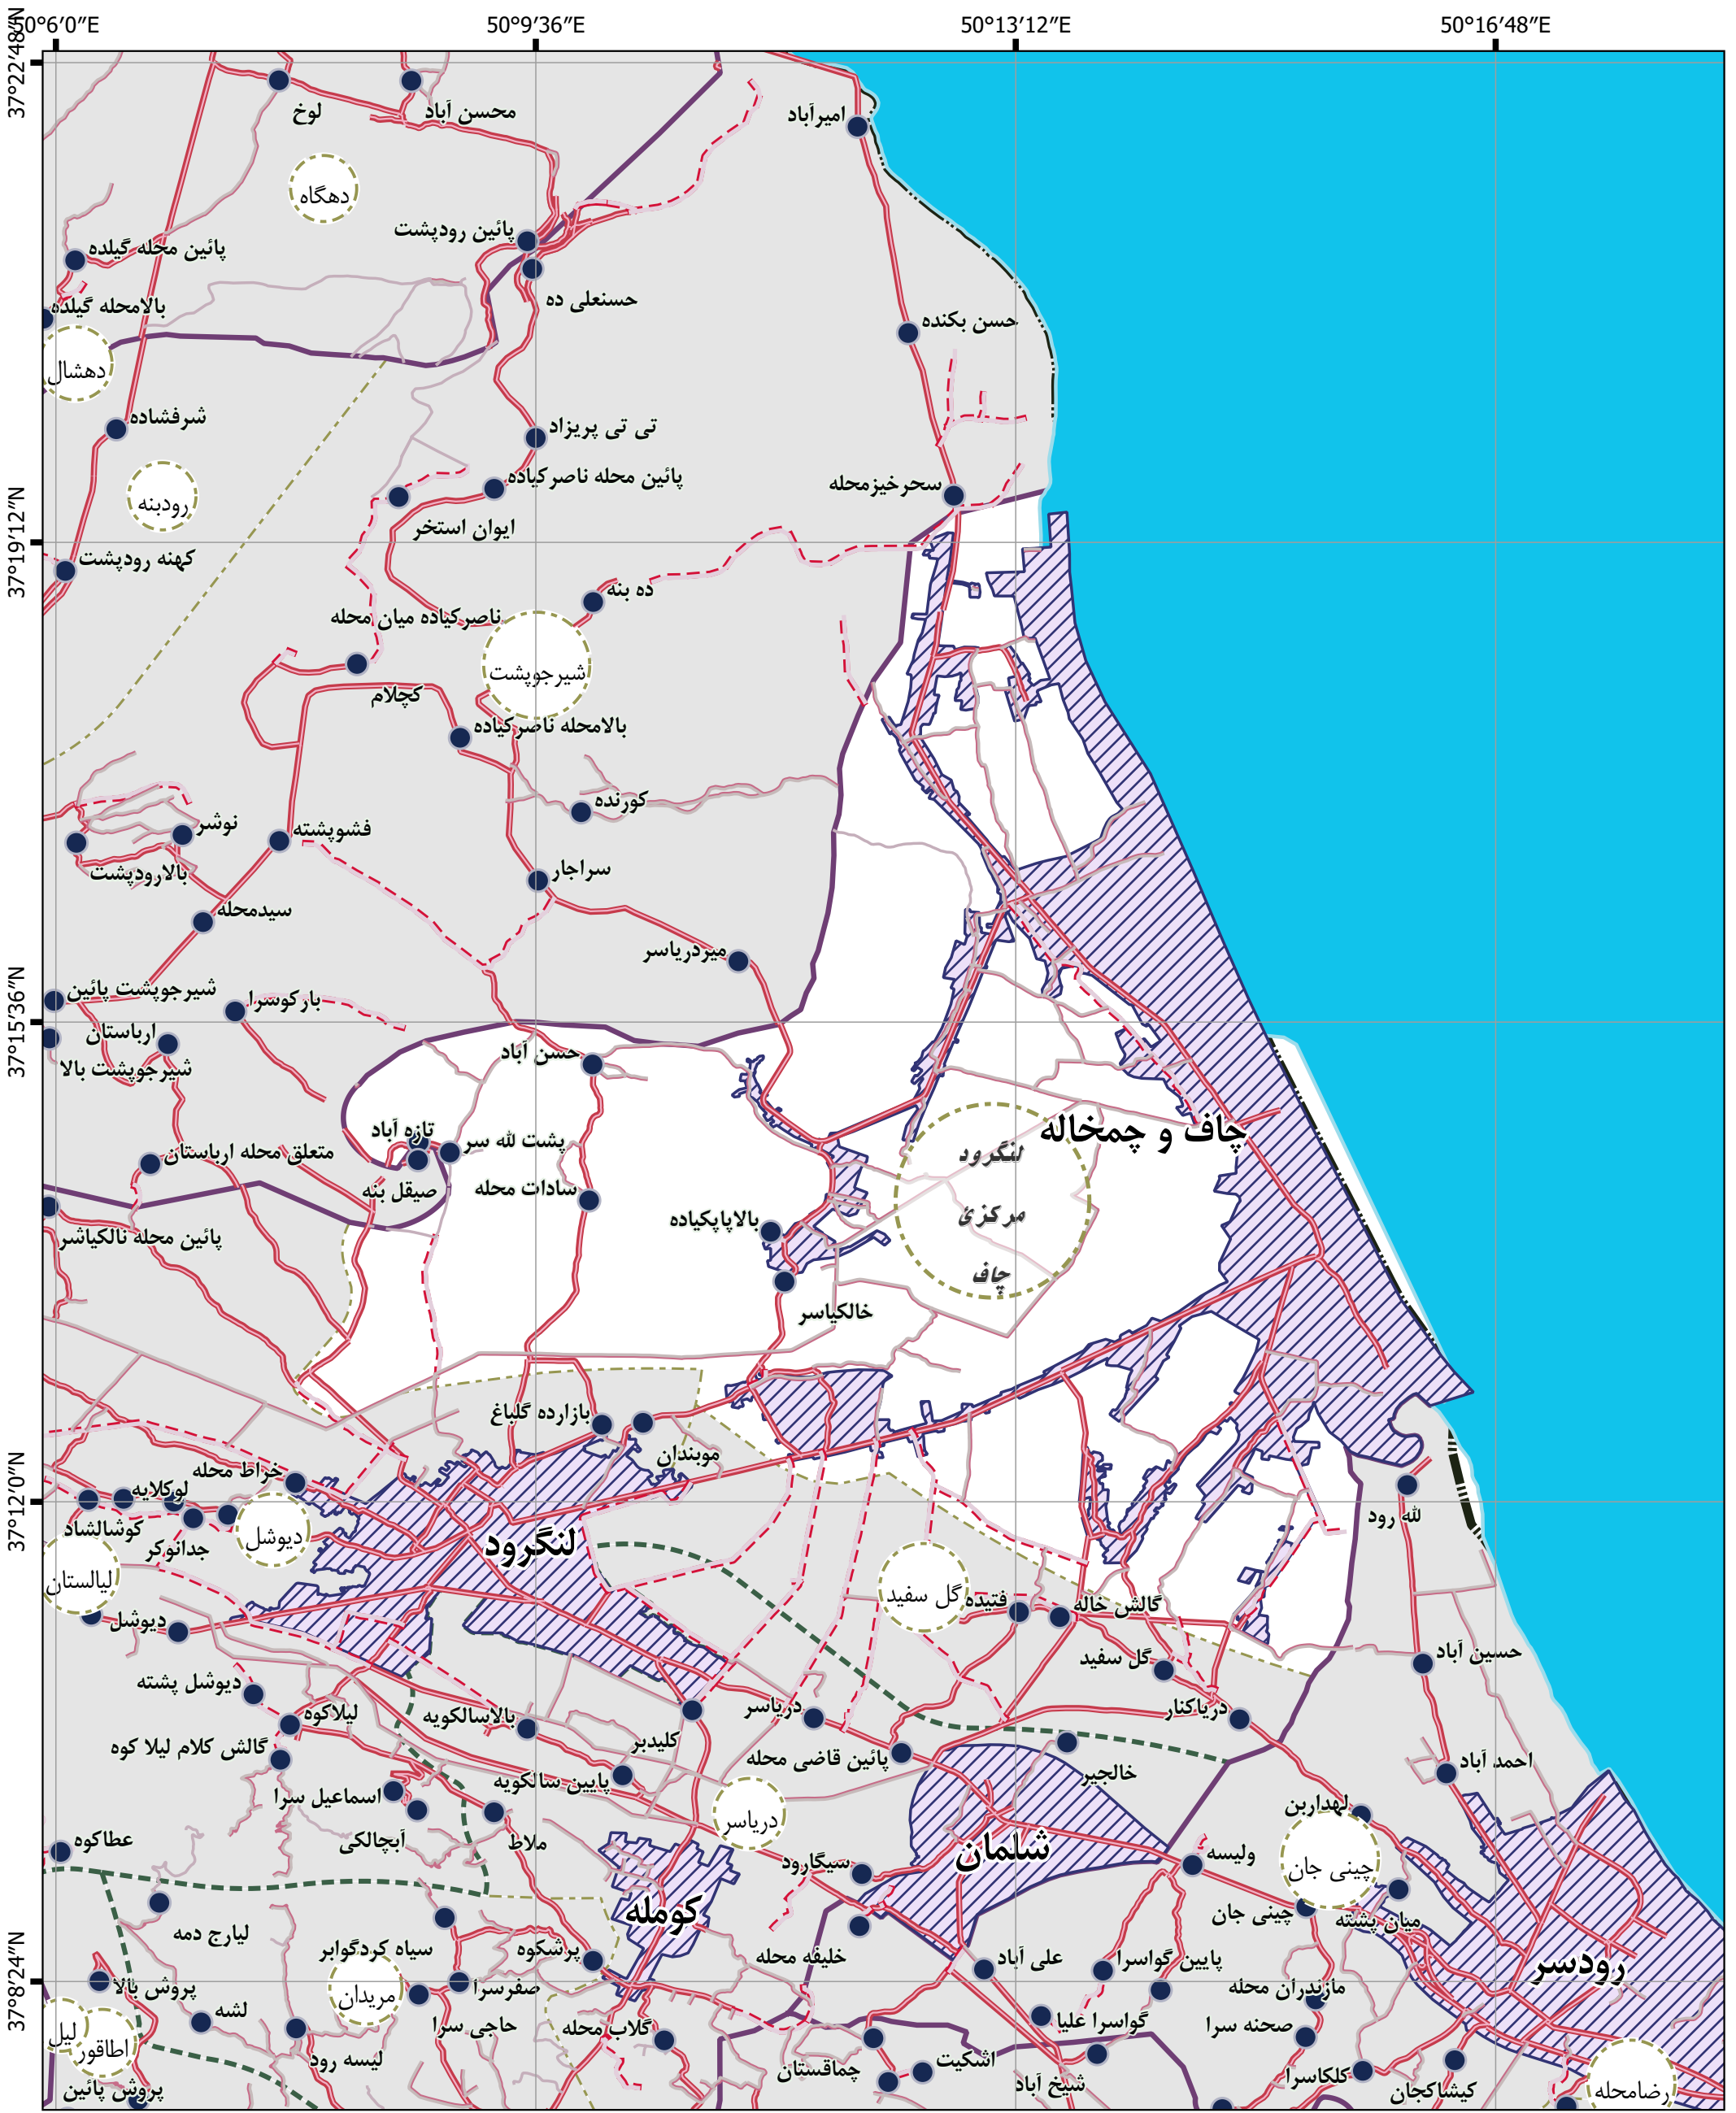 50°6′0″E
50°9′36″E
50°13′12″E
50°16′48″E
37°22′48″N
37°19′12″N
37°15′36″N
37°12′0″N
37°8′24″N
لوخ
محسن آباد
امیرآباد
دهگاه
پائین رودپشت
پائین محله گیلده
حسنعلی ده
بالامحله گیلده
حسن بکنده
دهشال
شرفشاده
تی تی پریزاد
پائین محله ناصرکیاده
سحرخیزمحله
رودبنه
ایوان استخر
کهنه رودپشت
ده بنه
ناصرکیاده میان محله
شیرجوپشت
کچلام
بالامحله ناصرکیاده
کورنده
نوشر
فشوپشته
بالارودپشت
سراجار
سیدمحله
میردریاسر
شیرجوپشت پائین
بارکوسرا
ارباستان
حسن آباد
شیرجوپشت بالا
تازه آباد
پشت لله سر
چاف و چمخاله
لنگرود
مرکزی
چاف
متعلق محله ارباستان
صیقل بنه
سادات محله
بالاپاپکیاده
پائین محله نالکیاشر
خالکیاسر
بازارده گلباغ
موبندان
خراط محله
لوکلایه
کوشالشاد
جدانوکر
دیوشل
لنگرود
لله رود
لیالستان
گل سفید
فتیده
گالش خاله
دیوشل
حسین آباد
گل سفید
دیوشل پشته
لیلاکوه
بالاسالکویه
دریاسر
دریاکنار
کلیدبر
گالش کلام لیلا کوه
پائین قاضی محله
احمد آباد
خالجیر
پایین سالکویه
اسماعیل سرا
دریاسر
لهداربن
آبچالکی
ملاط
شلمان
عطاکوه
سیگارود
ولیسه
چینی جان
کومله
چینی جان
میان پشته
لیارج دمه
سیاه کردگوابر
پرشکوه
خلیفه محله
علی آباد
پایین گواسرا
رودسر
پروش بالا
مریدان
صفرسرا
مازندران محله
لشه
حاجی سرا
گلاب محله
گواسرا علیا
صحنه سرا
لیل
اطاقور
لیسه رود
چماقستان
اشکیت
شیخ آباد
کلکاسرا
کیشاکجان
رضامحله
پروش پائین